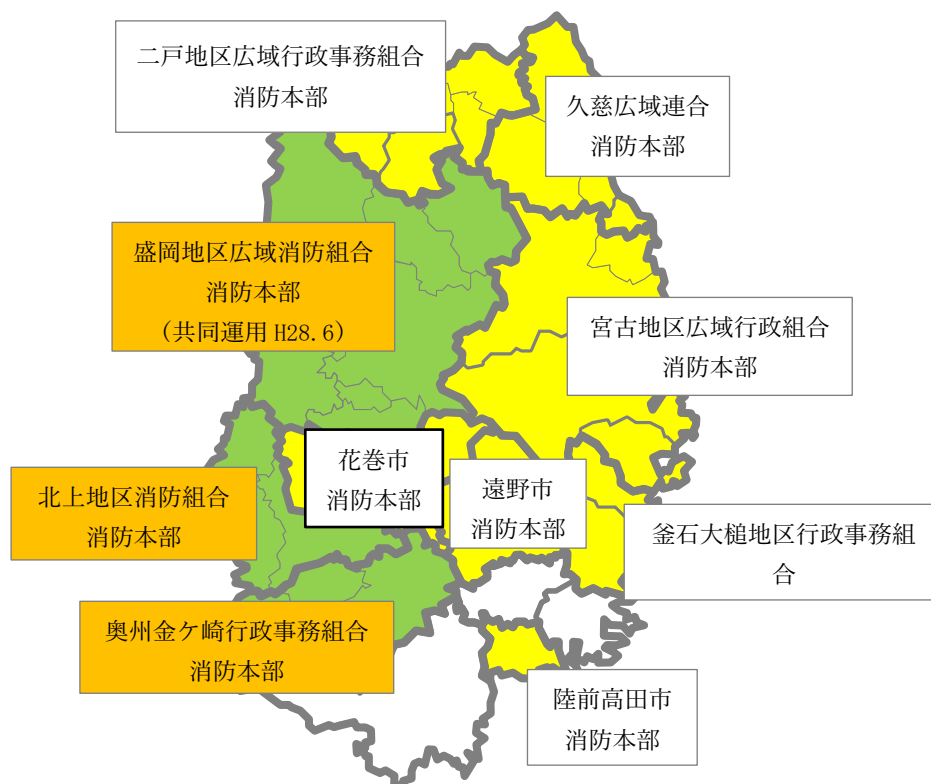 二戸地区広域行政事務組合
消防本部
久慈広域連合
消防本部
盛岡地区広域消防組合
消防本部
（共同運用 H28.6）
宮古地区広域行政組合
消防本部
花巻市
消防本部
遠野市
消防本部
北上地区消防組合
消防本部
釜石大槌地区行政事務組
合
奥州金ケ崎行政事務組合
消防本部
陸前高田市
消防本部